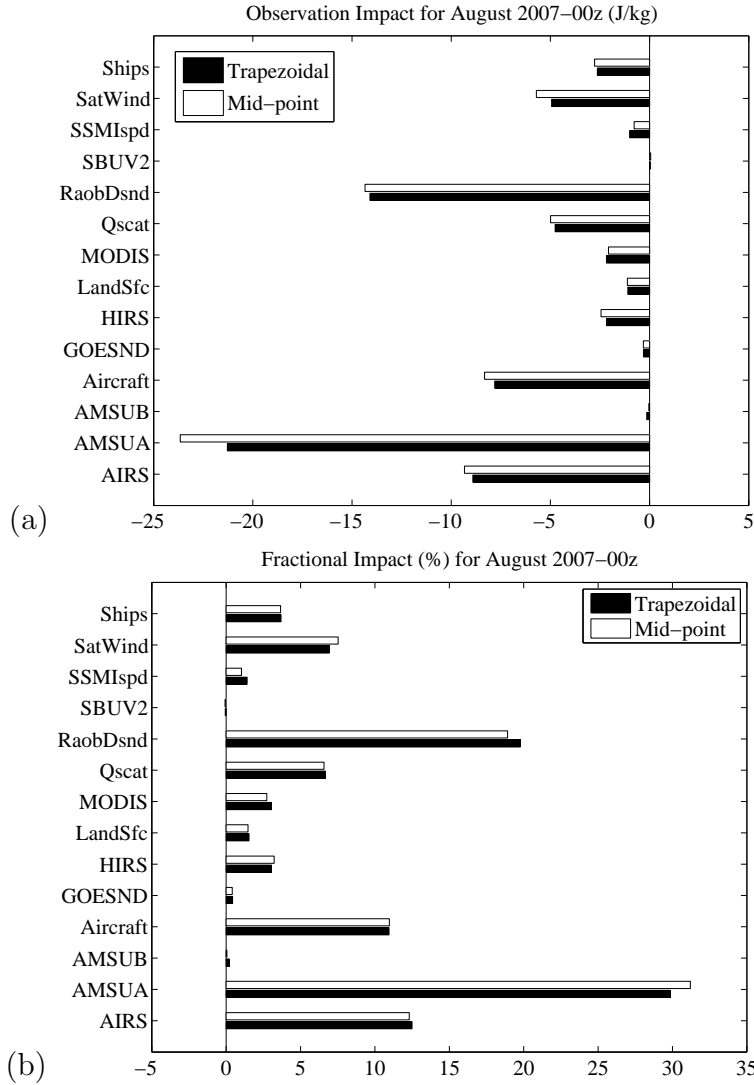 Observation Impact for August 2007−00z (J/kg)
Trapezoidal
Mid−point
Ships
SatWind
SSMIspd
SBUV2
RaobDsnd
Qscat
MODIS
LandSfc
HIRS
GOESND
Aircraft
AMSUB
AMSUA
AIRS
(a)
−25 −20 −15 −10 −5 0 5
Fractional Impact (%) for August 2007−00z
Trapezoidal
Mid−point
Ships
SatWind
SSMIspd
SBUV2
RaobDsnd
Qscat
MODIS
LandSfc
HIRS
GOESND
Aircraft
AMSUB
AMSUA
AIRS
(b)
−5 0 5 10 15 20 25 30 35